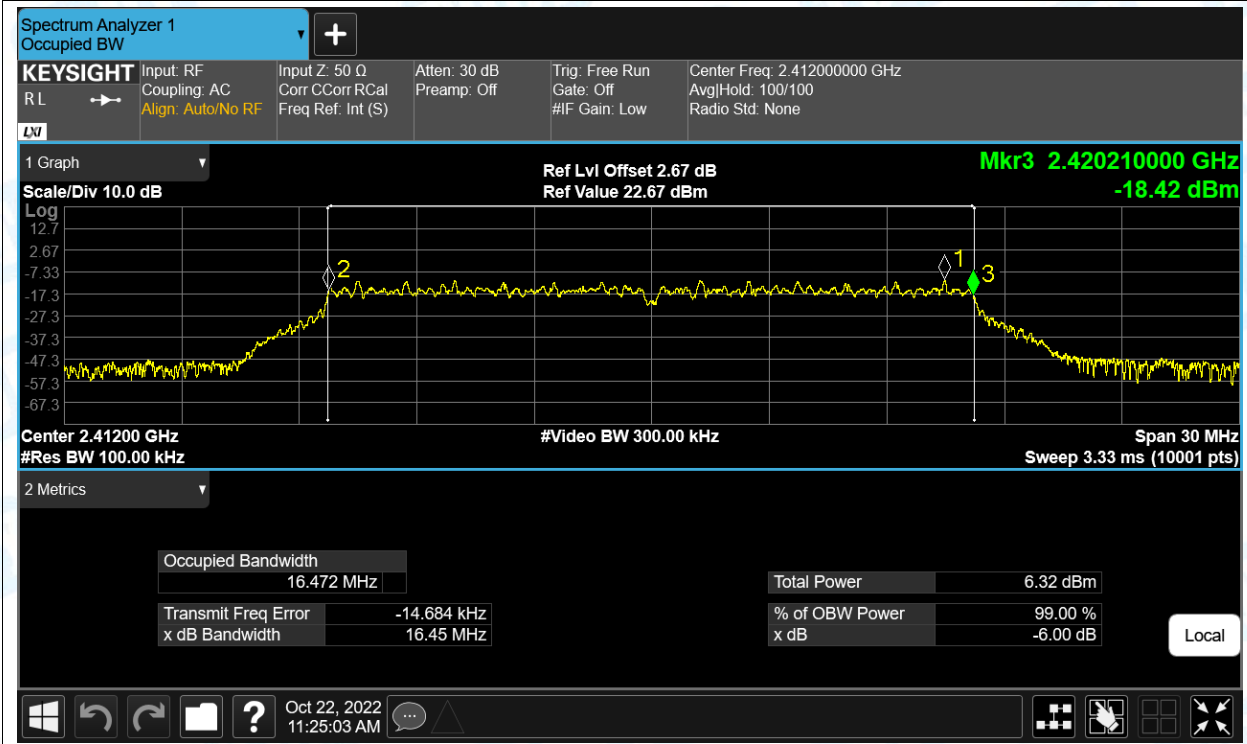 Spectrum Analyzer 1
Occupied BW
▼
+
KEYSIGHT
R L
LXI
Input: RF
Coupling: AC
Align: Auto/No RF
Input Z: 50 Ω
Corr CCorr RCal
Freq Ref: Int (S)
Atten: 30 dB
Preamp: Off
Trig: Free Run
Gate: Off
#IF Gain: Low
Center Freq: 2.412000000 GHz
Avg|Hold: 100/100
Radio Std: None
1 Graph
Scale/Div 10.0 dB
Ref Lvl Offset 2.67 dB
Ref Value 22.67 dBm
Mkr3 2.420210000 GHz
-18.42 dBm
Log
12.7
2.67
-7.33
-17.3
-27.3
-37.3
-47.3
-57.3
-67.3
2
1
3
Center 2.41200 GHz
#Res BW 100.00 kHz
#Video BW 300.00 kHz
Span 30 MHz
Sweep 3.33 ms (10001 pts)
2 Metrics
Occupied Bandwidth
16.472 MHz
Transmit Freq Error -14.684 kHz
x dB Bandwidth 16.45 MHz
Total Power 6.32 dBm
% of OBW Power 99.00 %
x dB -6.00 dB
Local
?
Oct 22, 2022
11:25:03 AM